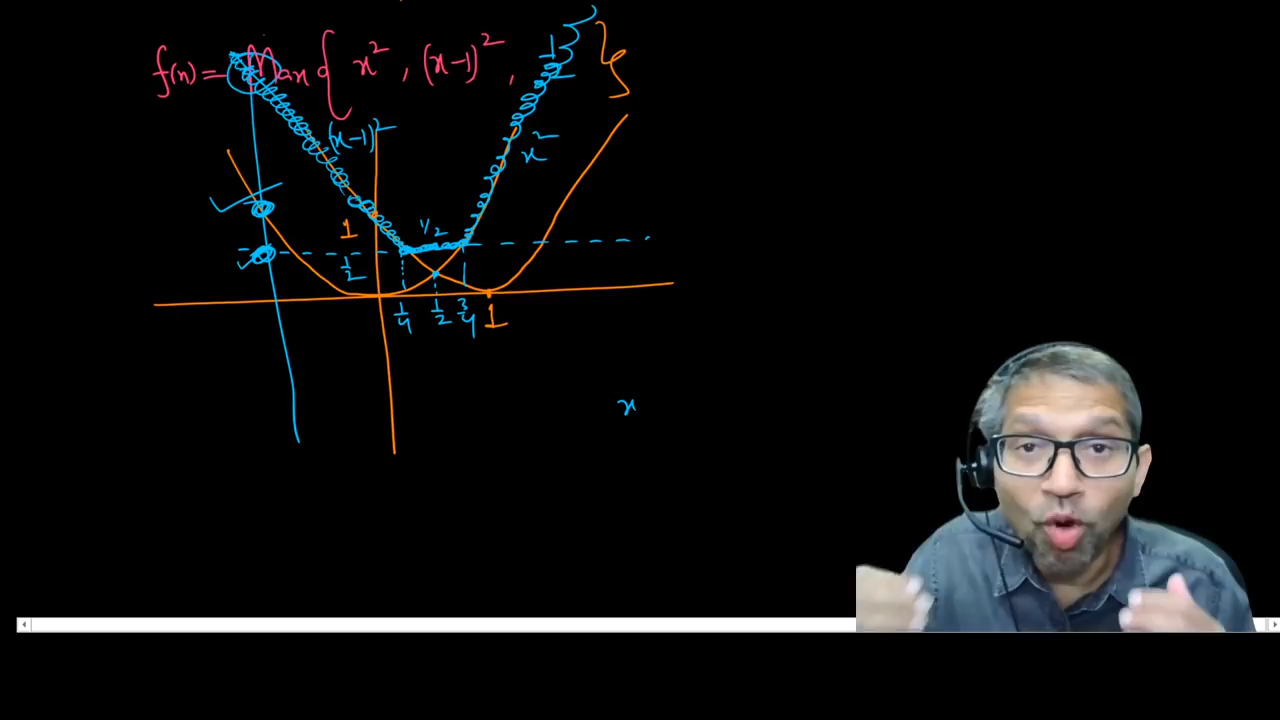 f(x) = Max { x², (x-1)², 1/2 }
(x-1)²
x²
1
1/2
1/2
1/4 1/2 3/4 1
x